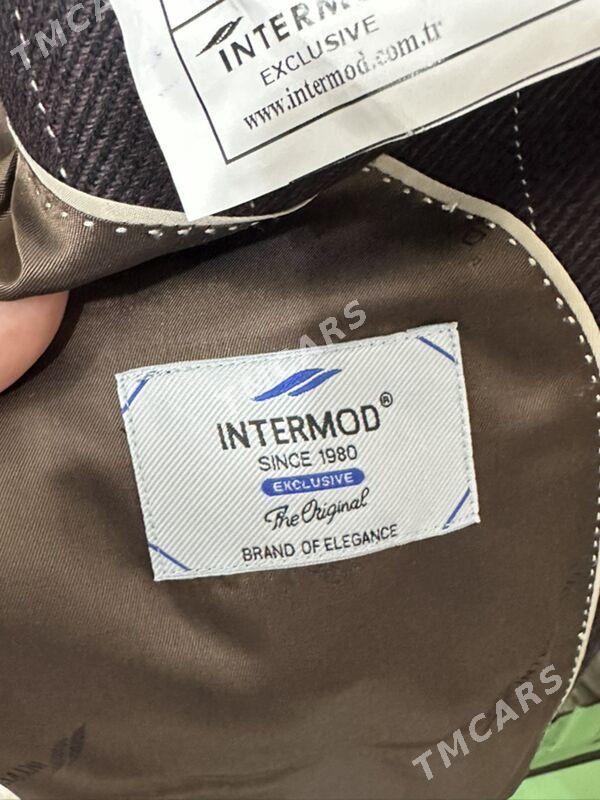 TMCARS
INTERMOD
EXCLUSIVE
www.intermod.com.tr
TMCARS
INTERMOD®
SINCE 1980
EXCLUSIVE
The Original
BRAND OF ELEGANCE
TMCARS